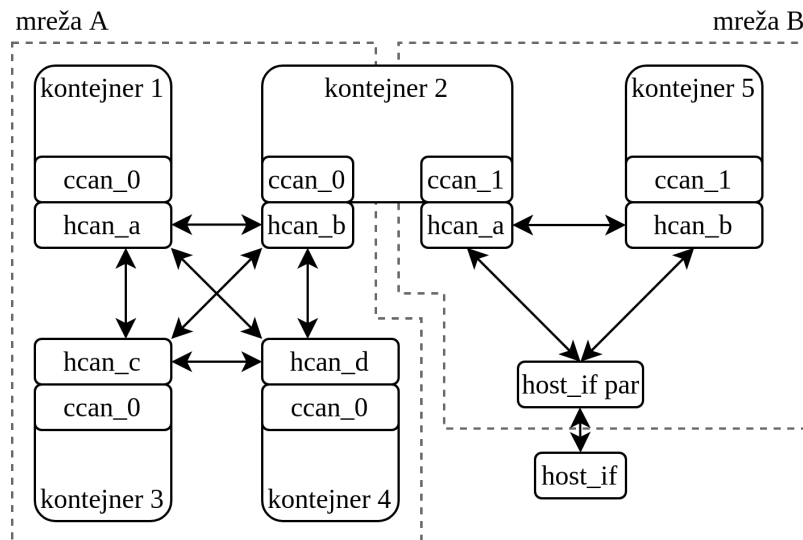 mreža A
mreža B
kontejner 1
kontejner 2
kontejner 5
ccan_0
ccan_0
ccan_1
ccan_1
hcan_a
hcan_b
hcan_a
hcan_b
hcan_c
hcan_d
host_if par
ccan_0
ccan_0
host_if
kontejner 3
kontejner 4